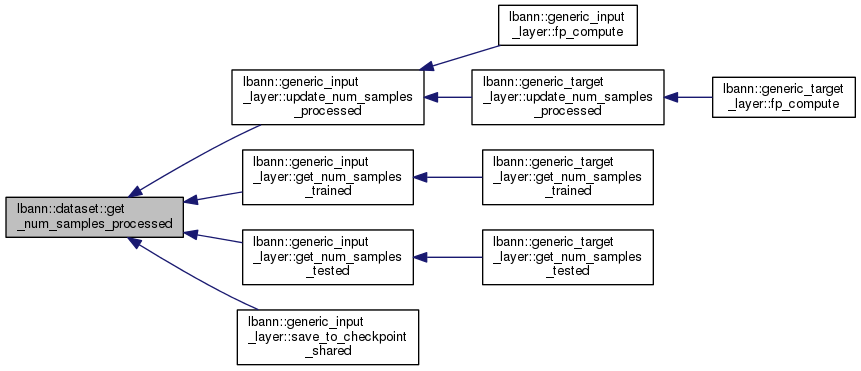 lbann::generic_input
_layer::fp_compute
lbann::generic_input
_layer::update_num_samples
_processed
lbann::generic_target
_layer::update_num_samples
_processed
lbann::generic_target
_layer::fp_compute
lbann::generic_input
_layer::get_num_samples
_trained
lbann::generic_target
_layer::get_num_samples
_trained
lbann::dataset::get
_num_samples_processed
lbann::generic_input
_layer::get_num_samples
_tested
lbann::generic_target
_layer::get_num_samples
_tested
lbann::generic_input
_layer::save_to_checkpoint
_shared